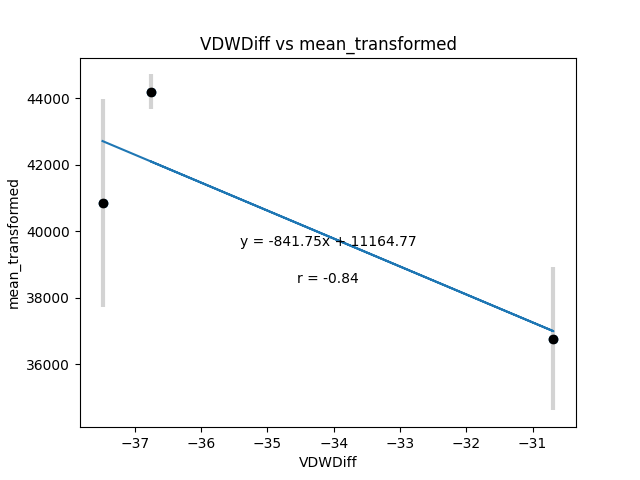 VDWDiff vs mean_transformed
mean_transformed
44000
42000
40000
38000
36000
y = -841.75x + 11164.77
r = -0.84
−37
−36
−35
−34
−33
−32
−31
VDWDiff